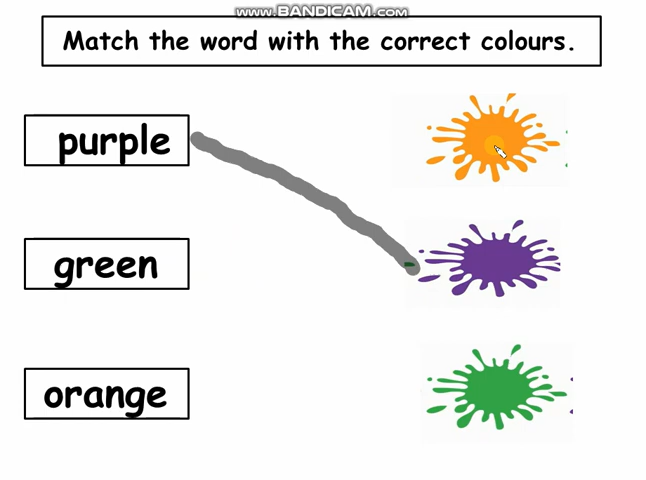 www.BANDICAM.com
Match the word with the correct colours.
purple
green
orange